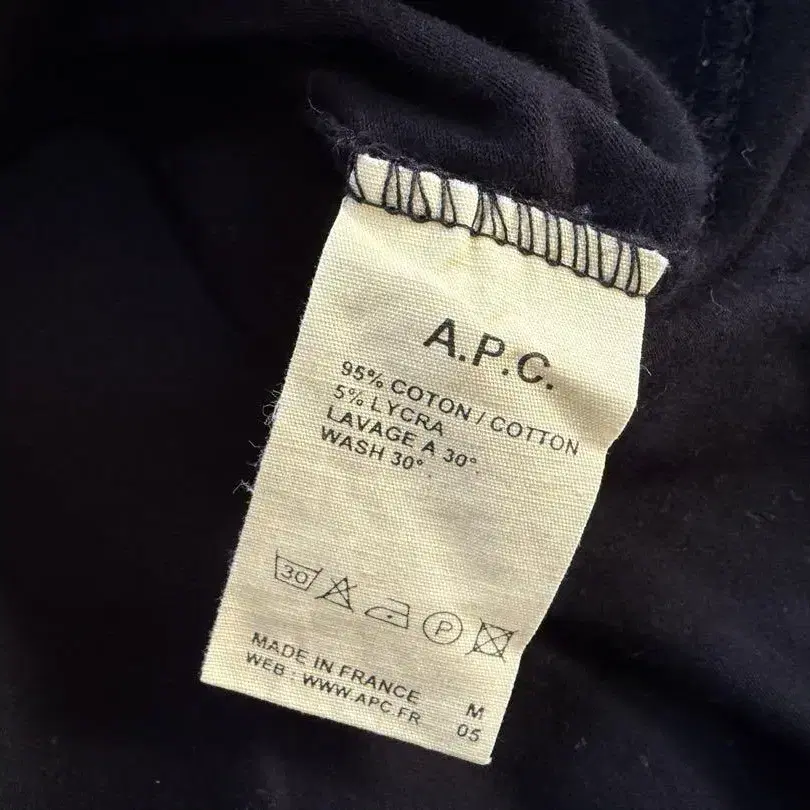 A.P.C.
95% COTON / COTTON
5% LYCRA
LAVAGE A 30°.
WASH 30°.
30
P
MADE IN FRANCE M
WEB : WWW.APC.FR 05